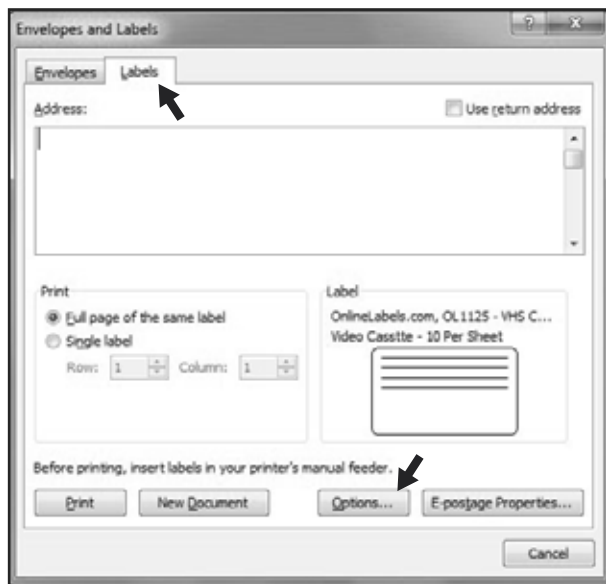 Envelopes and Labels
Envelopes Labels
Address:
Use return address
Print
Full page of the same label
Single label
Row: 1 Column: 1
Label
OnlineLabels.com, OL1125 - VHS C...
Video Casstte - 10 Per Sheet
Before printing, insert labels in your printer's manual feeder.
Print New Document Options... E-postage Properties...
Cancel